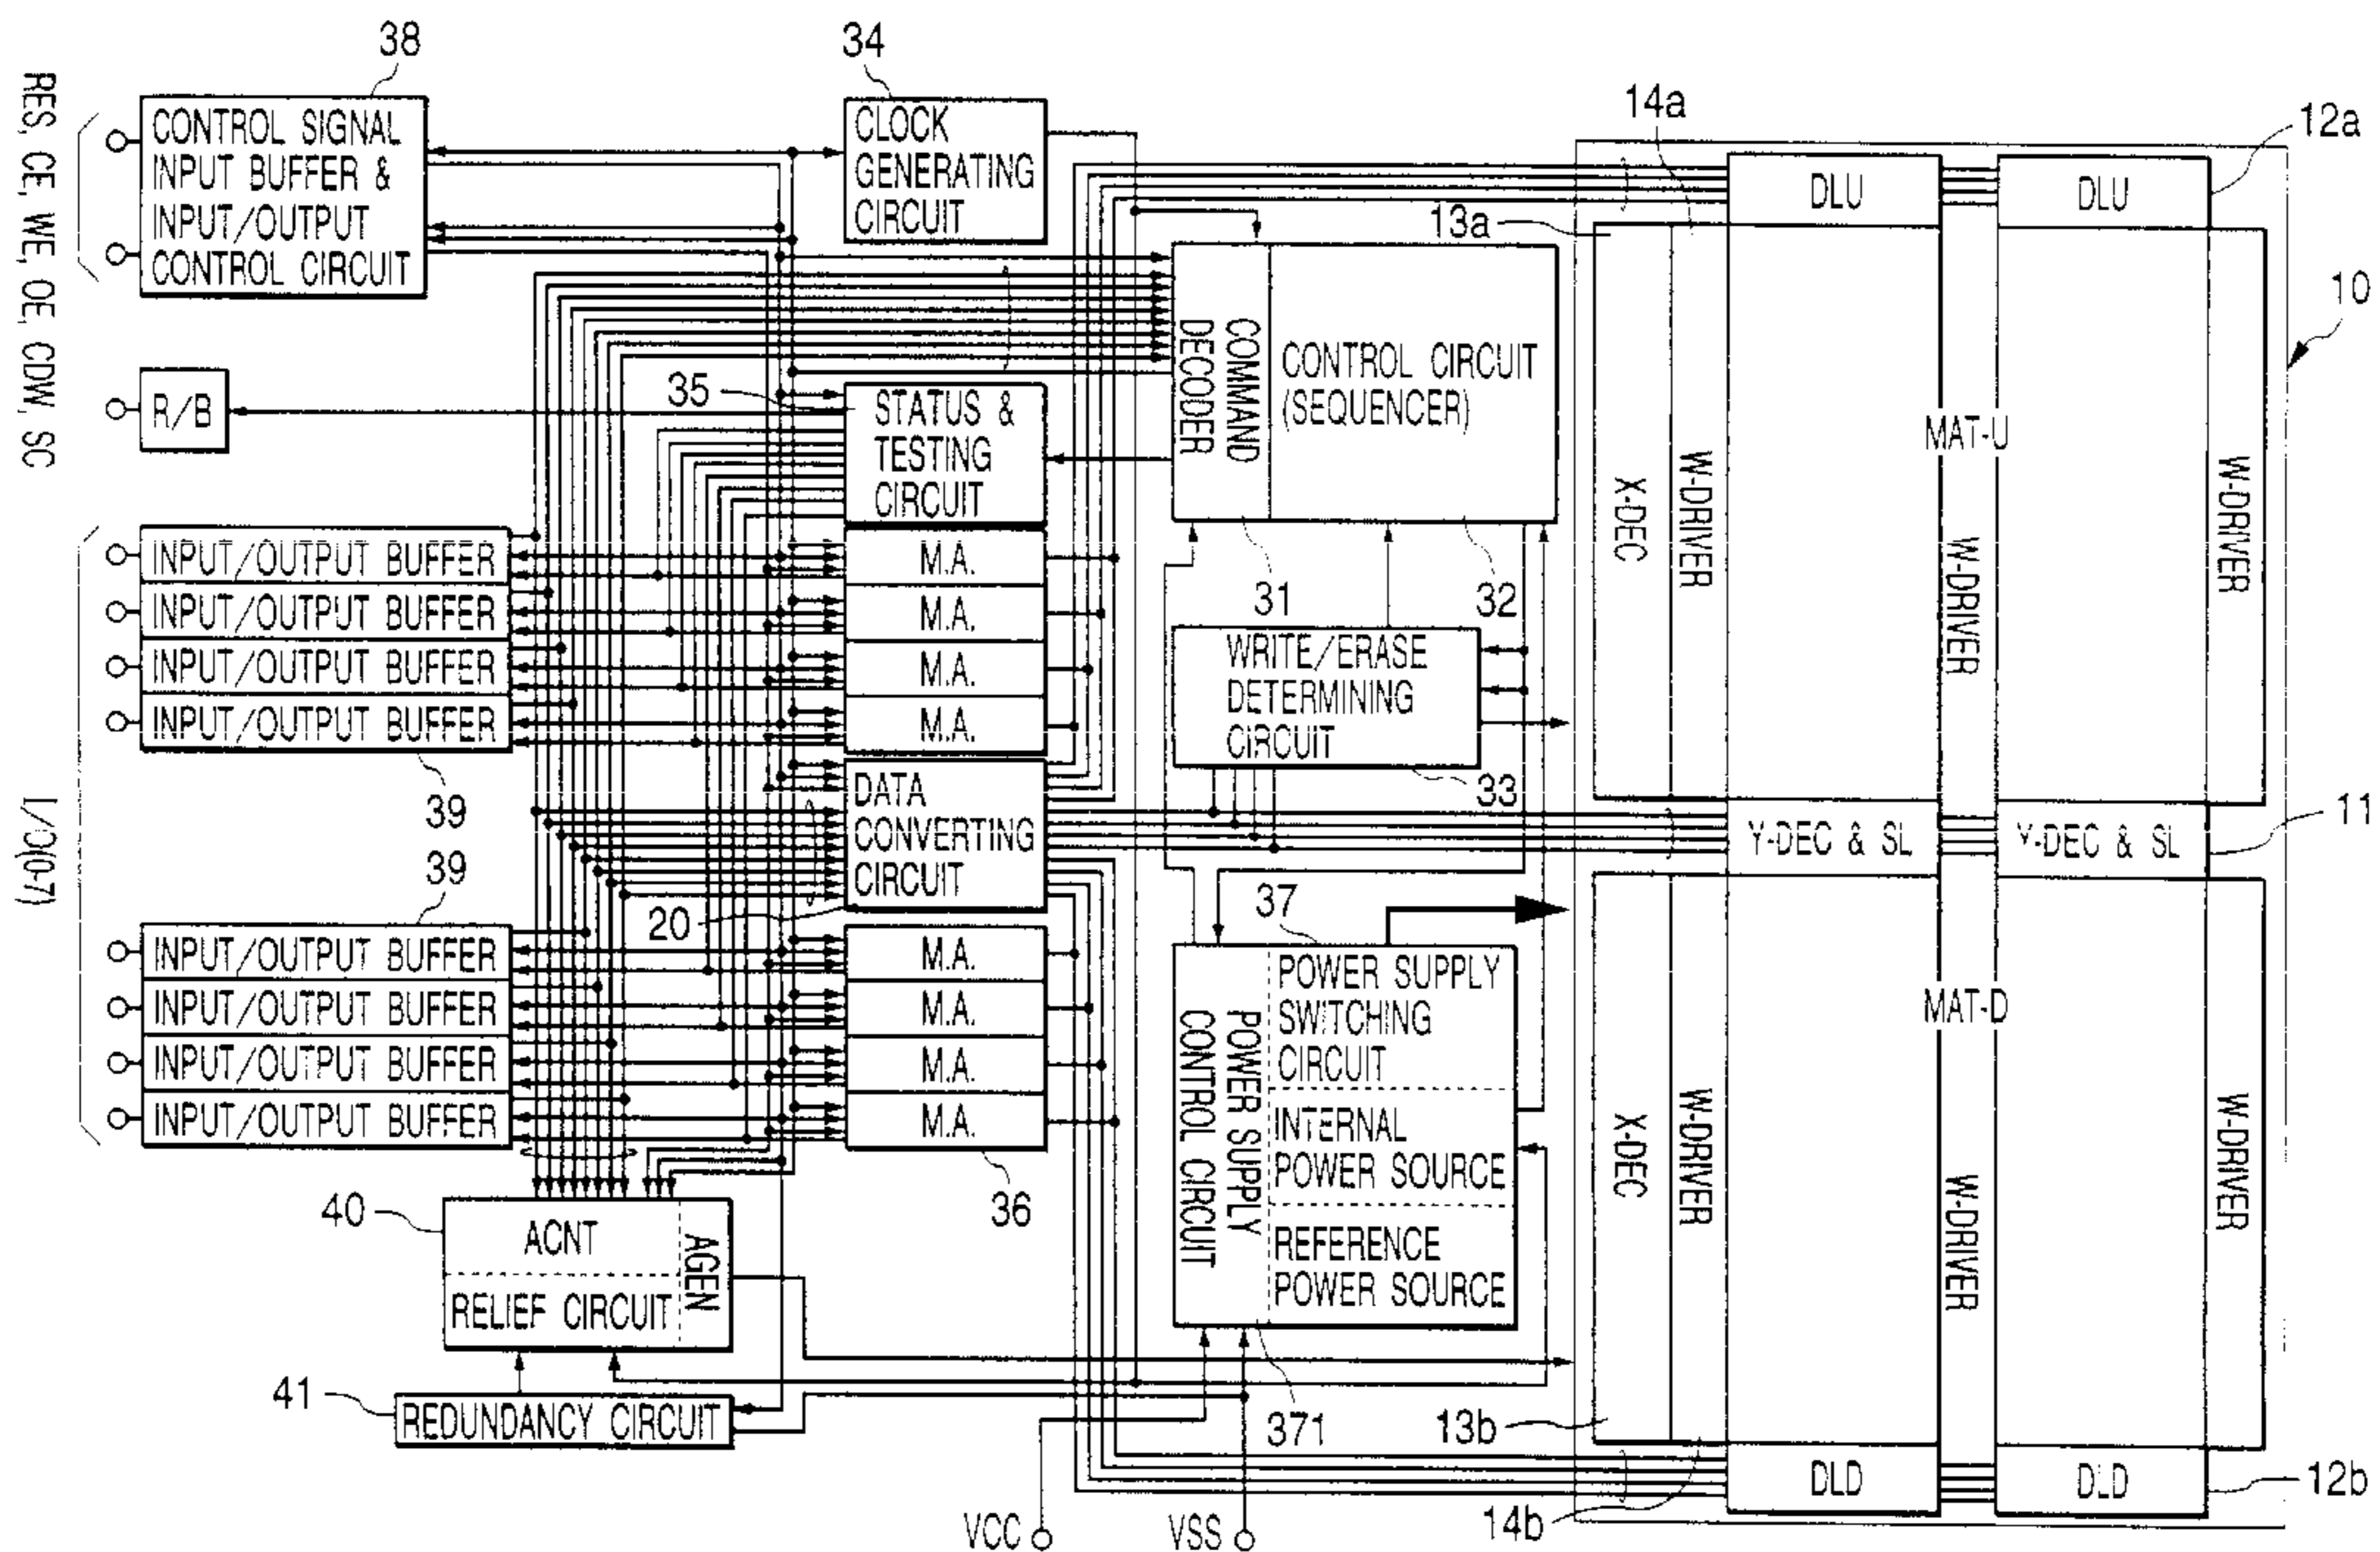 38
34
RES, CE, WE, OE, CDW, SC
CONTROL SIGNAL
INPUT BUFFER &
INPUT/OUTPUT
CONTROL CIRCUIT
CLOCK
GENERATING
CIRCUIT
14a
12a
DLU
DLU
13a
10
R/B
35
STATUS &
TESTING
CIRCUIT
COMMAND
DECODER
CONTROL CIRCUIT
(SEQUENCER)
MAT-U
X-DEC
W-DRIVER
W-DRIVER
W-DRIVER
I/O(0-7)
INPUT/OUTPUT BUFFER
INPUT/OUTPUT BUFFER
INPUT/OUTPUT BUFFER
INPUT/OUTPUT BUFFER
39
M.A.
M.A.
M.A.
M.A.
31
32
WRITE/ERASE
DETERMINING
CIRCUIT
33
DATA
CONVERTING
CIRCUIT
20
Y-DEC & SL
Y-DEC & SL
11
39
INPUT/OUTPUT BUFFER
INPUT/OUTPUT BUFFER
INPUT/OUTPUT BUFFER
INPUT/OUTPUT BUFFER
M.A.
M.A.
M.A.
M.A.
36
37
POWER SUPPLY
CONTROL CIRCUIT
POWER SUPPLY
SWITCHING
CIRCUIT
INTERNAL
POWER SOURCE
REFERENCE
POWER SOURCE
371
MAT-D
X-DEC
W-DRIVER
W-DRIVER
W-DRIVER
40
ACNT
AGEN
RELIEF CIRCUIT
41
REDUNDANCY CIRCUIT
13b
DLD
DLD
12b
14b
VCC
VSS